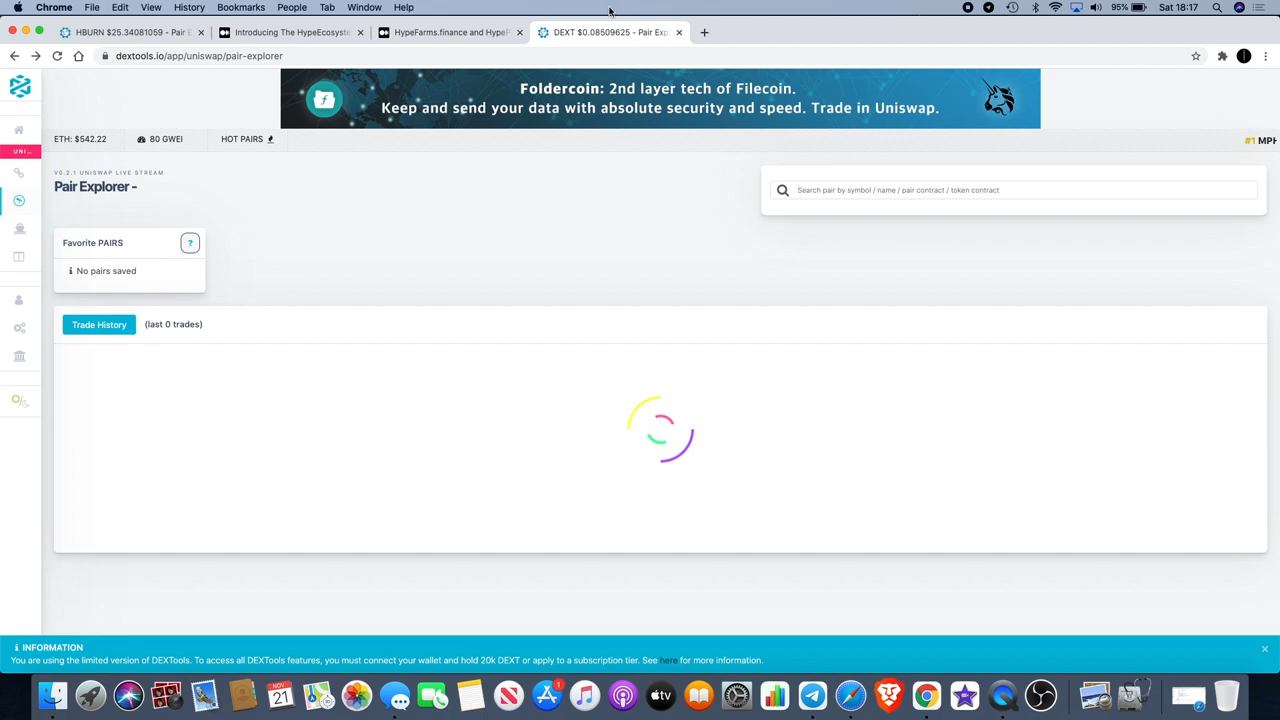 Chrome File Edit View History Bookmarks People Tab Window Help 95% Sat 18:17
HBURN $25.34081059 - Pair E Introducing The HypeEcosyste HypeFarms.finance and HypeP DEXT $0.08509625 - Pair Exp
dextools.io/app/uniswap/pair-explorer
Foldercoin: 2nd layer tech of Filecoin.
Keep and send your data with absolute security and speed. Trade in Uniswap.
ETH: $542.22 80 GWEI HOT PAIRS #1 MPH
UNI...
V0.2.1 UNISWAP LIVE STREAM
Pair Explorer -
Search pair by symbol / name / pair contract / token contract
Favorite PAIRS ?
No pairs saved
Trade History (last 0 trades)
INFORMATION
You are using the limited version of DEXTools. To access all DEXTools features, you must connect your wallet and hold 20k DEXT or apply to a subscription tier. See here for more information.
NOV
21
1
tv